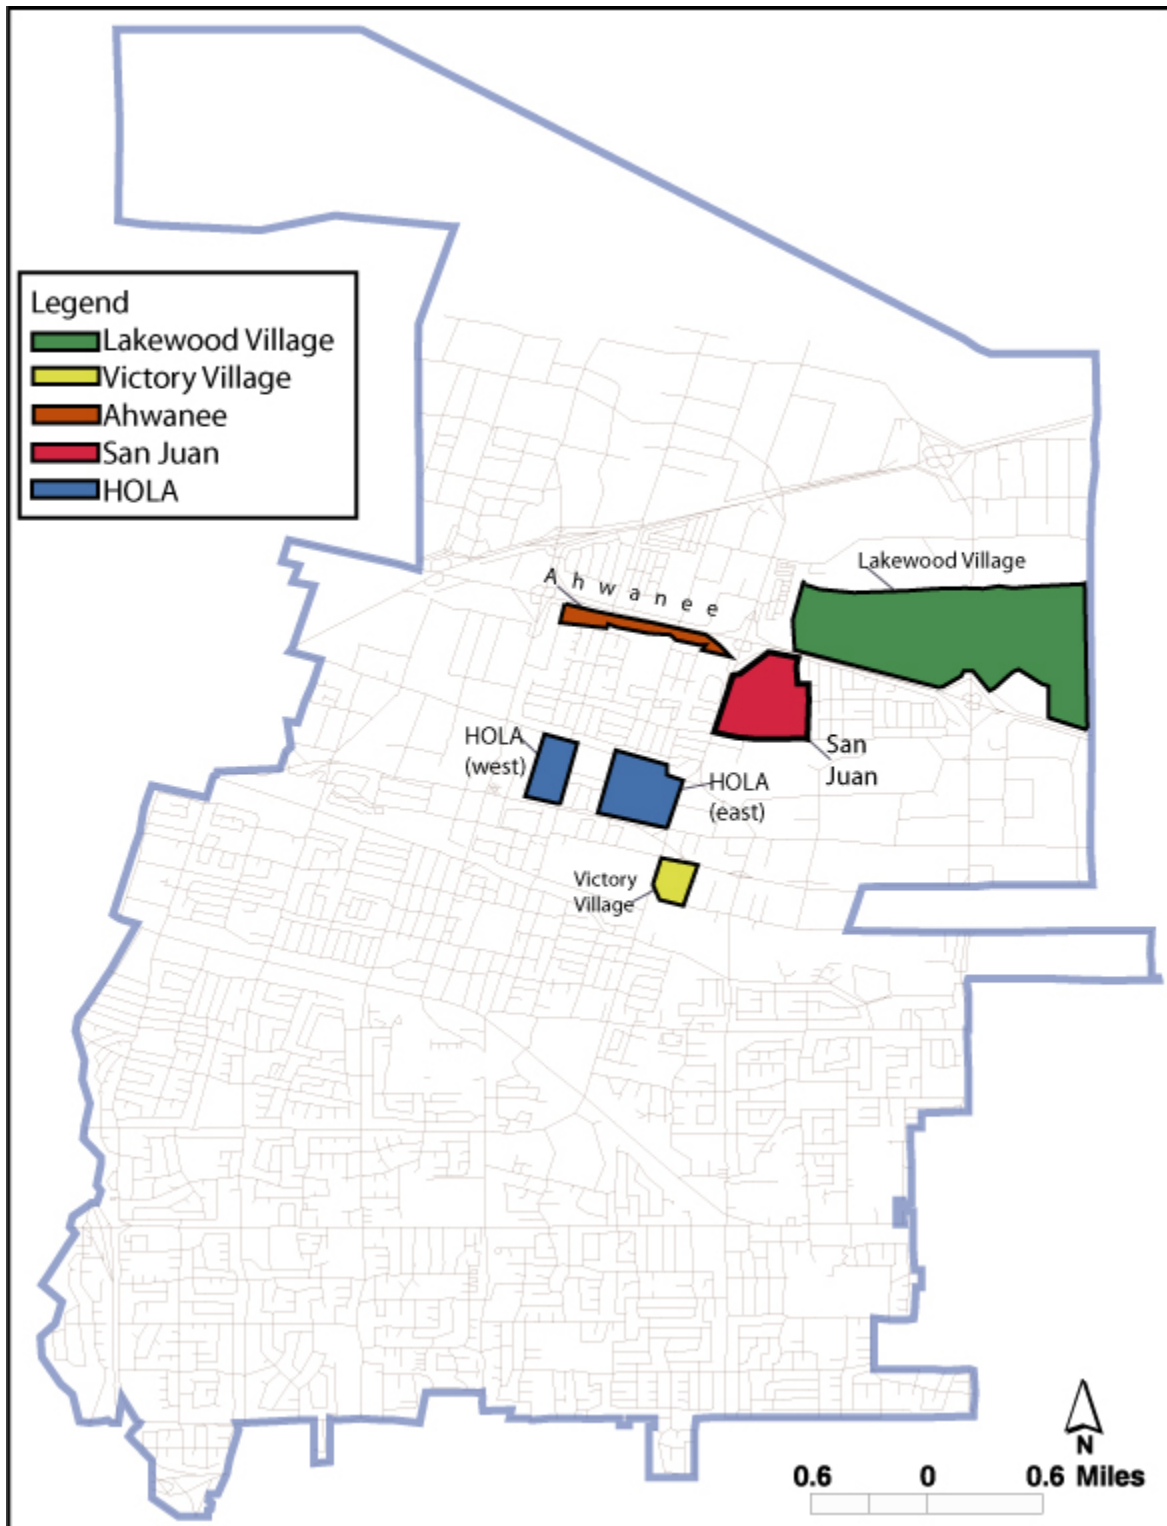 Legend
Lakewood Village
Victory Village
Ahwanee
San Juan
HOLA
Lakewood Village
Ahwanee
HOLA
(west)
San
Juan
HOLA
(east)
Victory
Village
N
0.6 0 0.6 Miles